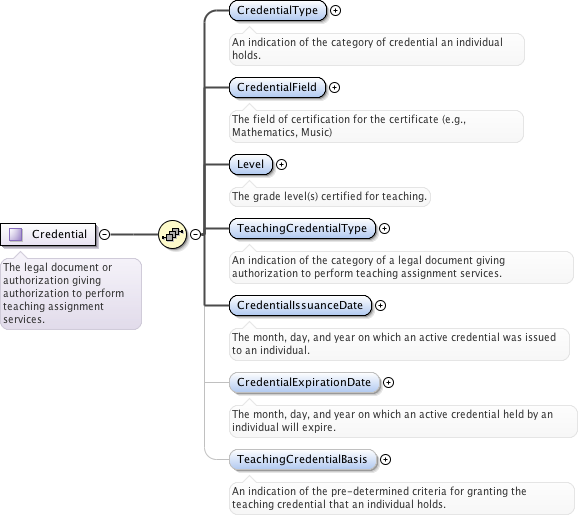 CredentialType
An indication of the category of credential an individual
holds.
CredentialField
The field of certification for the certificate (e.g.,
Mathematics, Music)
Level
The grade level(s) certified for teaching.
Credential
The legal document or
authorization giving
authorization to perform
teaching assignment
services.
TeachingCredentialType
An indication of the category of a legal document giving
authorization to perform teaching assignment services.
CredentialIssuanceDate
The month, day, and year on which an active credential was issued
to an individual.
CredentialExpirationDate
The month, day, and year on which an active credential held by an
individual will expire.
TeachingCredentialBasis
An indication of the pre-determined criteria for granting the
teaching credential that an individual holds.